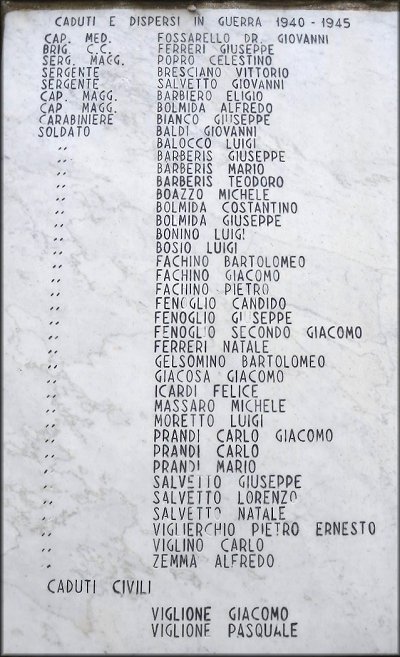 CADUTI E DISPERSI IN GUERRA 1940 - 1945
CAP. MED. FOSSARELLO DR. GIOVANNI
BRIG. C.C. FERRERI GIUSEPPE
SERG. MAGG. POPRO CELESTINO
SERGENTE BRESCIANO VITTORIO
SERGENTE SALVETTO GIOVANNI
CAP. MAGG. BARBIERO ELIGIO
CAP. MAGG. BOLMIDA ALFREDO
CARABINIERE BIANCO GIUSEPPE
SOLDATO BALDI GIOVANNI
,, BALOCCO LUIGI
,, BARBERIS GIUSEPPE
,, BARBERIS MARIO
,, BARBERIS TEODORO
,, BOAZZO MICHELE
,, BOLMIDA COSTANTINO
,, BOLMIDA GIUSEPPE
,, BONINO LUIGI
,, BOSIO LUIGI
,, FACHINO BARTOLOMEO
,, FACHINO GIACOMO
,, FACHINO PIETRO
,, FENOGLIO CANDIDO
,, FENOGLIO GIUSEPPE
,, FENOGLIO SECONDO GIACOMO
,, FERRERI NATALE
,, GELSOMINO BARTOLOMEO
,, GIACOSA GIACOMO
,, ICARDI FELICE
,, MASSARO MICHELE
,, MORETTO LUIGI
,, PRANDI CARLO GIACOMO
,, PRANDI CARLO
,, PRANDI MARIO
,, SALVETTO GIUSEPPE
,, SALVETTO LORENZO
,, SALVETTO NATALE
,, VIGLIERCHIO PIETRO ERNESTO
,, VIGLINO CARLO
, ZEMMA ALFREDO
CADUTI CIVILI
VIGLIONE GIACOMO
VIGLIONE PASQUALE